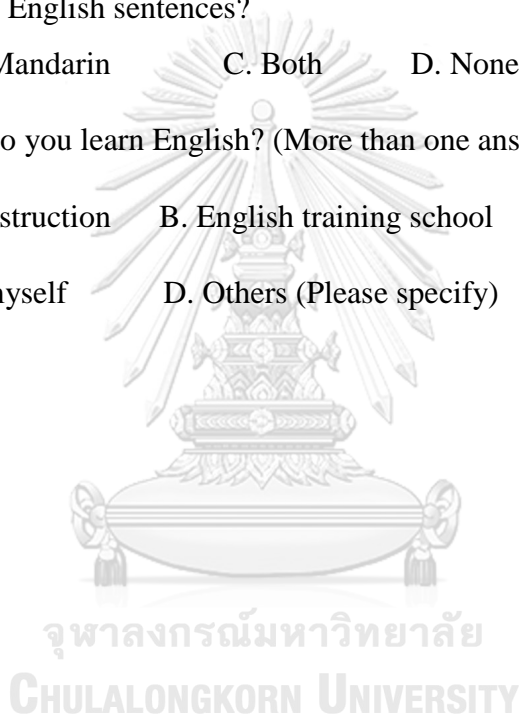 English sentences?
Mandarin C. Both D. None
o you learn English? (More than one ans
struction B. English training school
myself D. Others (Please specify)
จุฬาลงกรณ์มหาวิทยาลัย
CHULALONGKORN UNIVERSITY